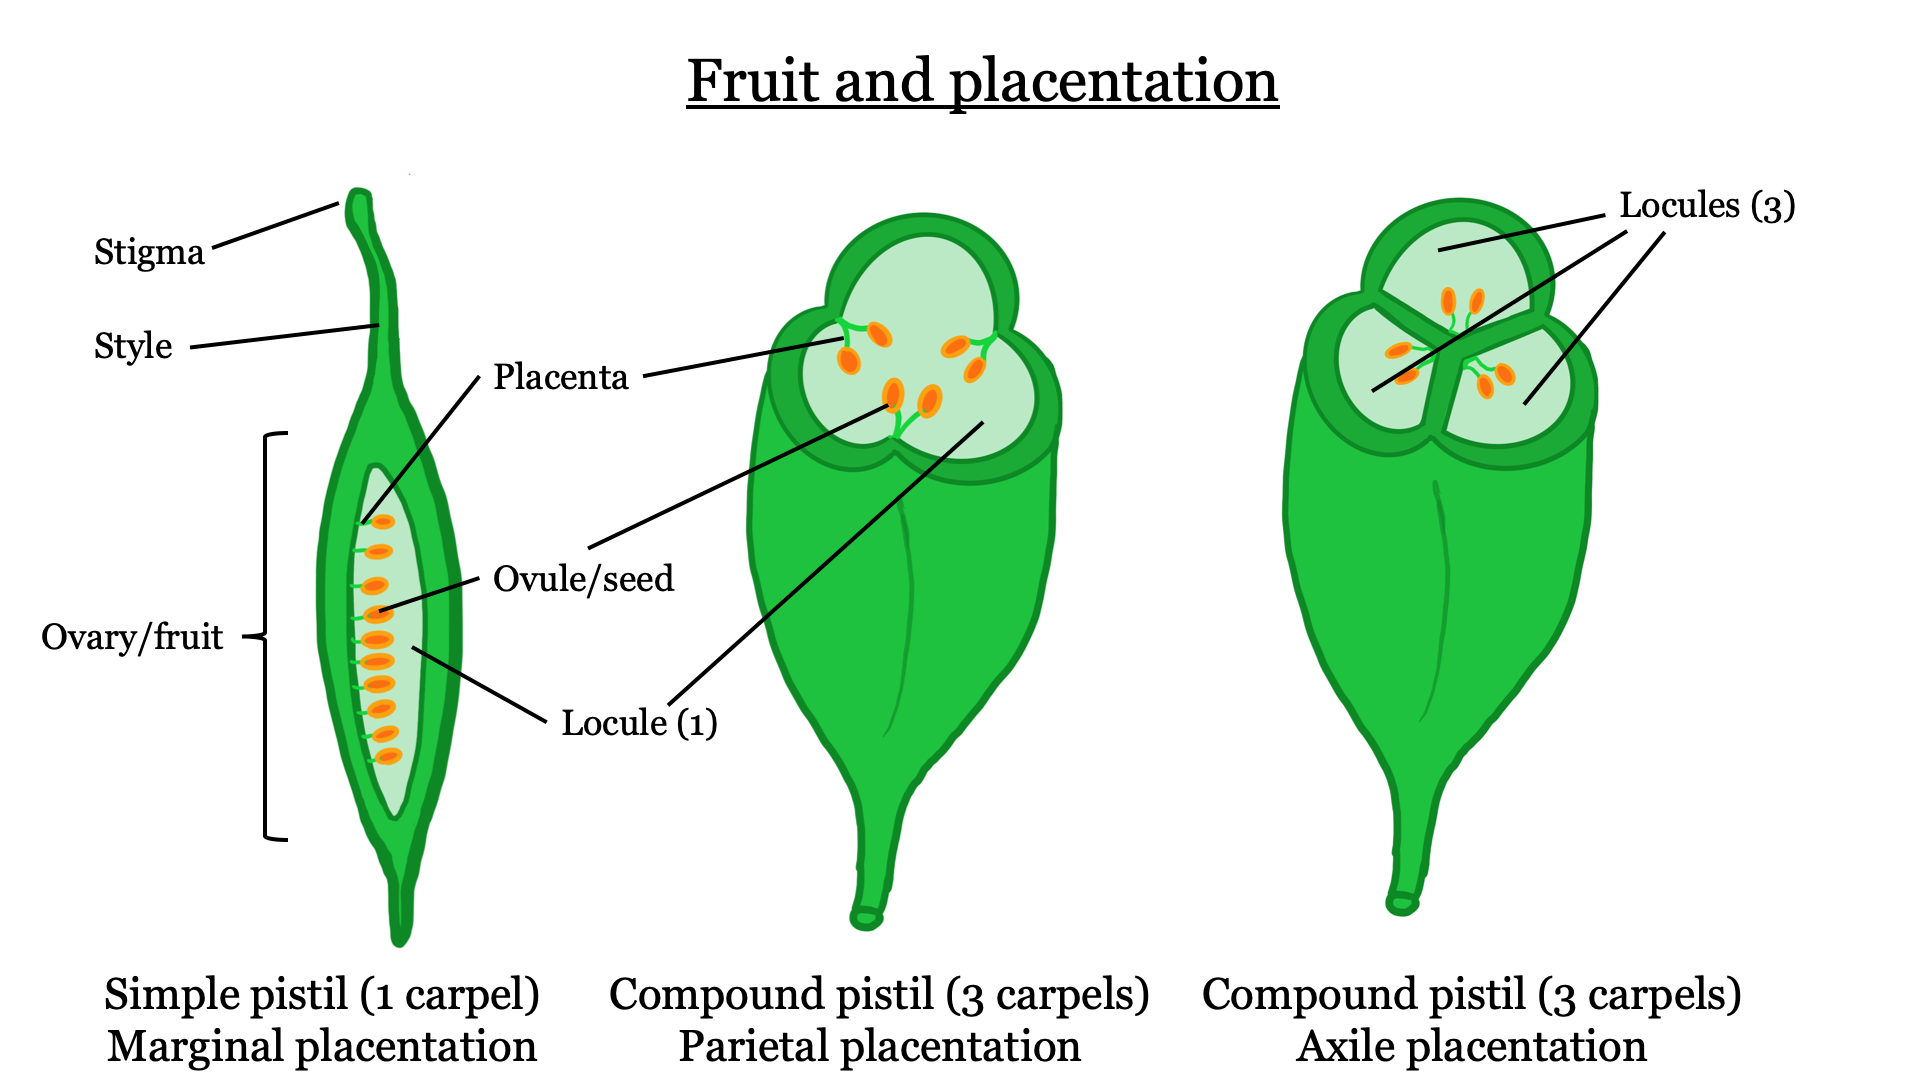 Fruit and placentation
Stigma
Style
Placenta
Ovule/seed
Ovary/fruit
Locule (1)
Locules (3)
Simple pistil (1 carpel)
Marginal placentation
Compound pistil (3 carpels)
Parietal placentation
Compound pistil (3 carpels)
Axile placentation